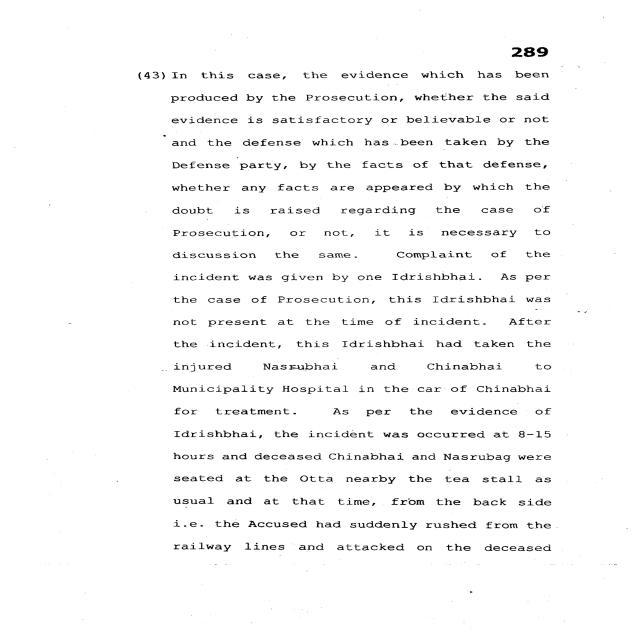 289
(43) In this case, the evidence which has been
produced by the Prosecution, whether the said
evidence is satisfactory or believable or not
and the defense which has been taken by the
Defense party, by the facts of that defense,
whether any facts are appeared by which the
doubt is raised regarding the case of
Prosecution, or not, it is necessary to
discussion the same. Complaint of the
incident was given by one Idrishbhai. As per
the case of Prosecution, this Idrishbhai was
not present at the time of incident. After
the incident, this Idrishbhai had taken the
injured Nasrubhai and Chinabhai to
Municipality Hospital in the car of Chinabhai
for treatment. As per the evidence of
Idrishbhai, the incident was occurred at 8-15
hours and deceased Chinabhai and Nasrubag were
seated at the Otta nearby the tea stall as
usual and at that time, from the back side
i.e. the Accused had suddenly rushed from the
railway lines and attacked on the deceased